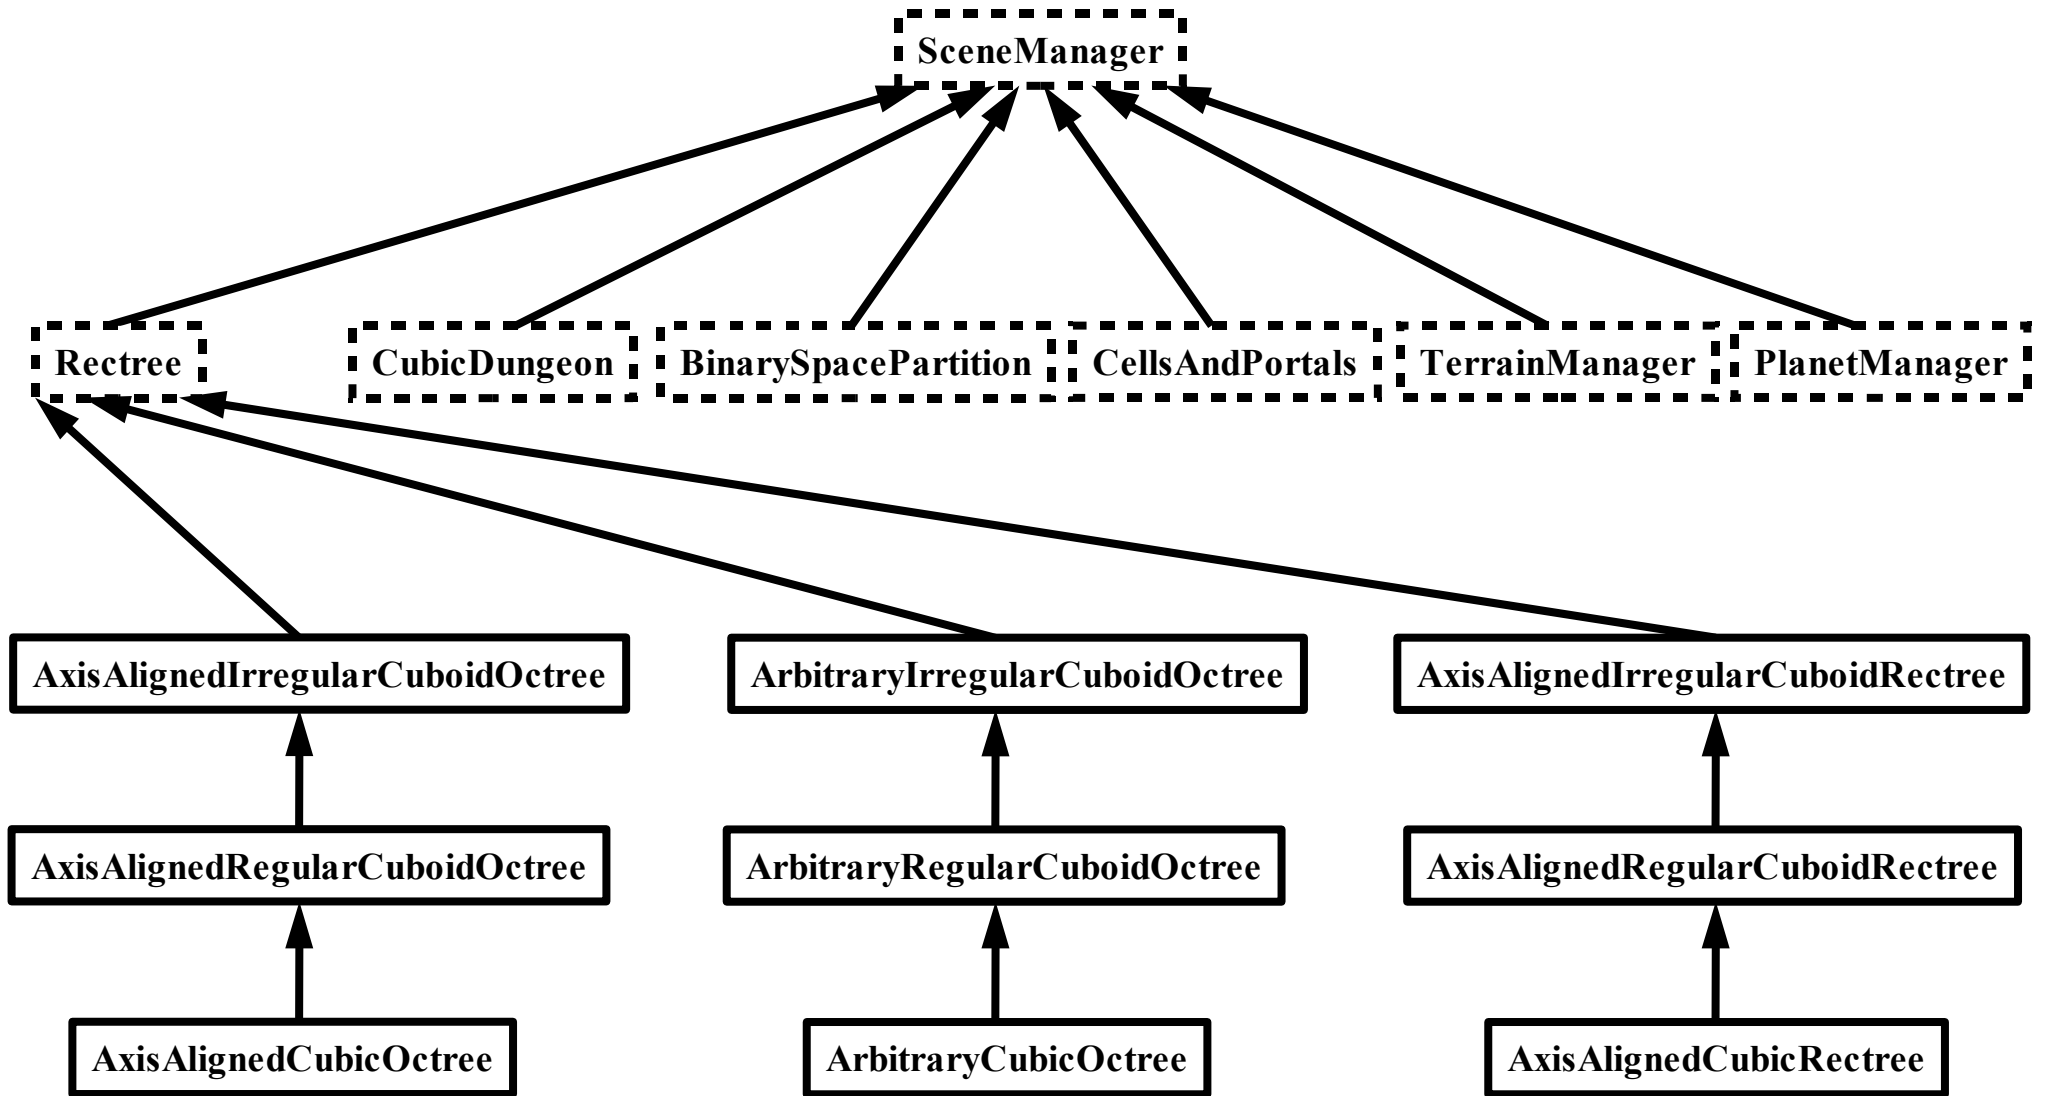 SceneManager
Rectree
CubicDungeon
BinarySpacePartition
CellsAndPortals
TerrainManager
PlanetManager
AxisAlignedIrregularCuboidOctree
ArbitraryIrregularCuboidOctree
AxisAlignedIrregularCuboidRectree
AxisAlignedRegularCuboidOctree
ArbitraryRegularCuboidOctree
AxisAlignedRegularCuboidRectree
AxisAlignedCubicOctree
ArbitraryCubicOctree
AxisAlignedCubicRectree